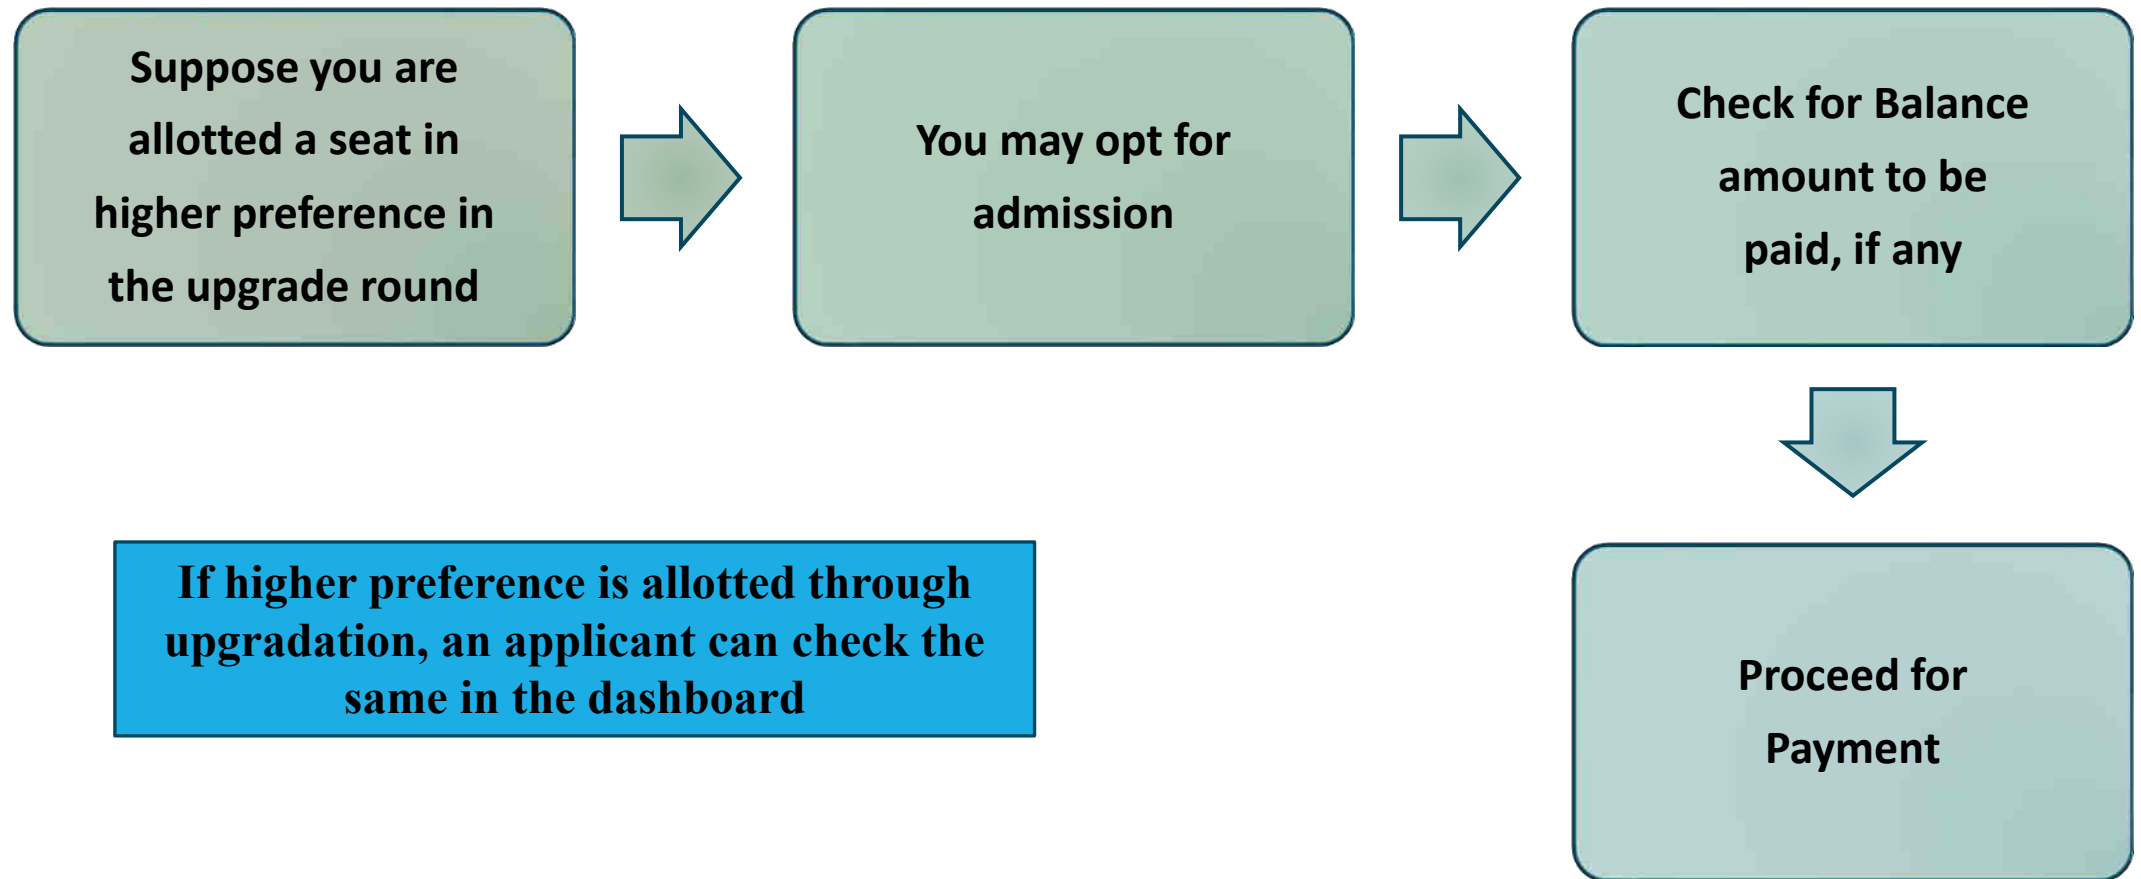 Suppose you are
allotted a seat in
higher preference in
the upgrade round
You may opt for
admission
Check for Balance
amount to be
paid, if any
If higher preference is allotted through
upgradation, an applicant can check the
same in the dashboard
Proceed for
Payment